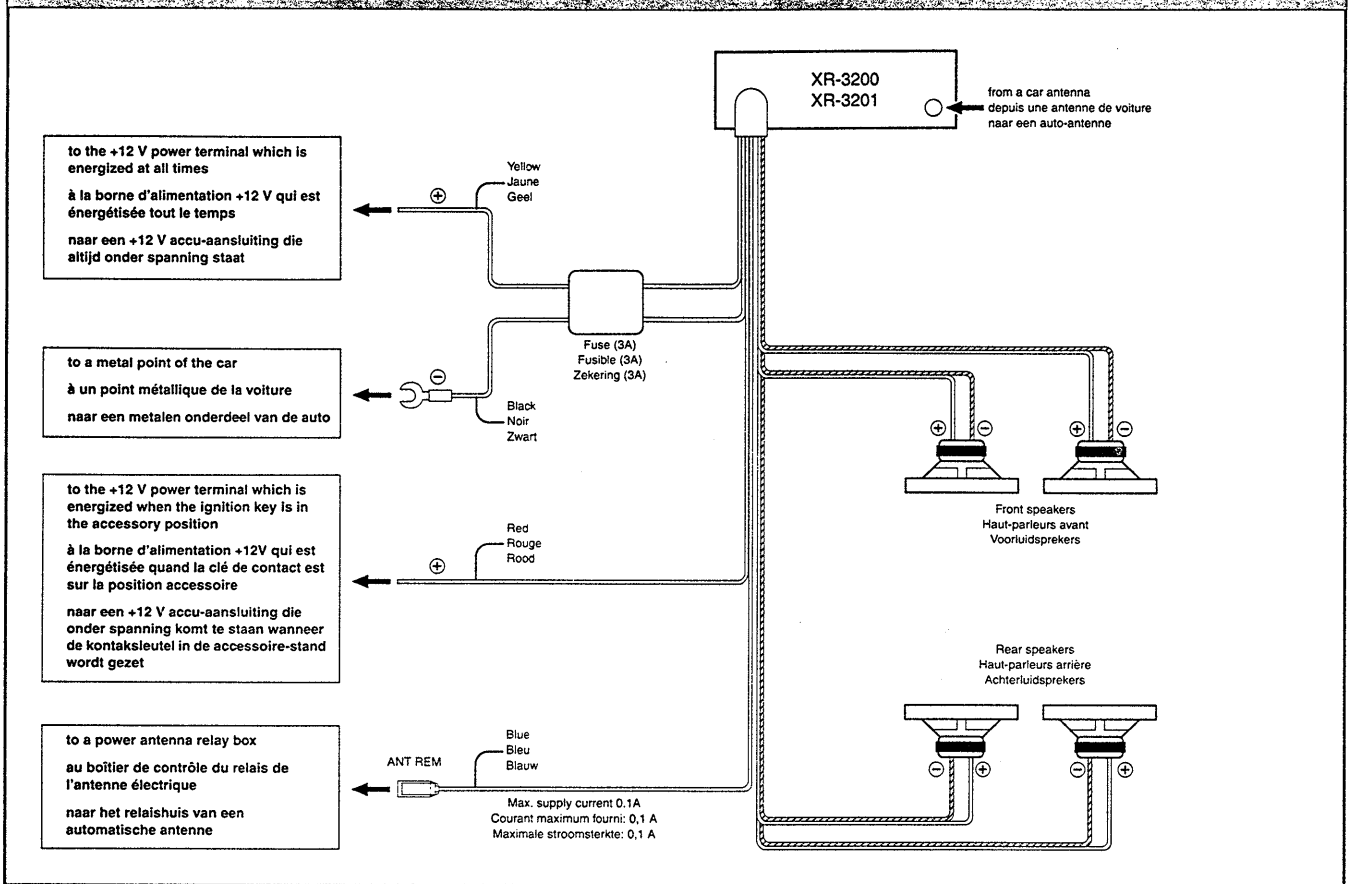 XR-3200
XR-3201
from a car antenna
depuis une antenne de voiture
naar een auto-antenne
to the +12 V power terminal which is
energized at all times
à la borne d'alimentation +12 V qui est
énergétisée tout le temps
naar een +12 V accu-aansluiting die
altijd onder spanning staat
⊕
Yellow
Jaune
Geel
Fuse (3A)
Fusible (3A)
Zekering (3A)
to a metal point of the car
à un point métallique de la voiture
naar een metalen onderdeel van de auto
⊖
Black
Noir
Zwart
⊕ ⊖ ⊕ ⊖
Front speakers
Haut-parleurs avant
Voorluidsprekers
to the +12 V power terminal which is
energized when the ignition key is in
the accessory position
à la borne d'alimentation +12V qui est
énergétisée quand la clé de contact est
sur la position accessoire
naar een +12 V accu-aansluiting die
onder spanning komt te staan wanneer
de kontaksleutel in de accessoire-stand
wordt gezet
⊕
Red
Rouge
Rood
Rear speakers
Haut-parleurs arrière
Achterluidsprekers
⊖ ⊕ ⊖ ⊕
to a power antenna relay box
au boîtier de contrôle du relais de
l'antenne électrique
naar het relaishuis van een
automatische antenne
ANT REM
Blue
Bleu
Blauw
Max. supply current 0.1A
Courant maximum fourni: 0,1 A
Maximale stroomsterkte: 0,1 A